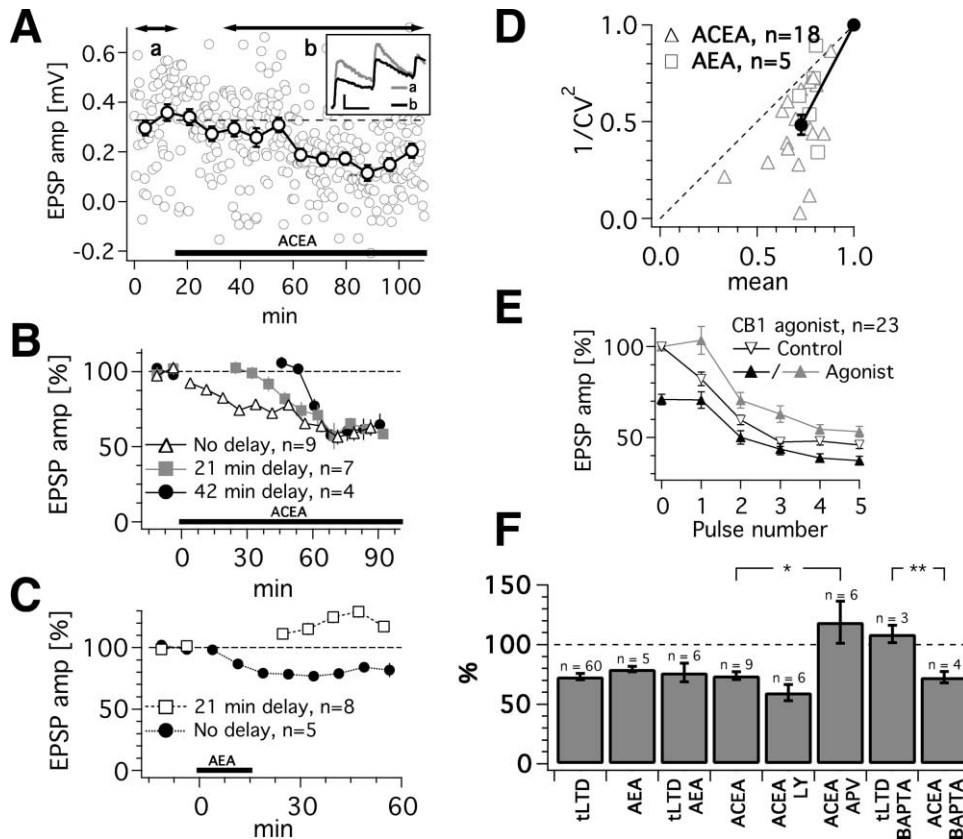 A
a
b
a
b
EPSP amp [mV]
0.6
0.4
0.2
0.0
-0.2
ACEA
0 20 40 60 80 100
min
B
EPSP amp [%]
100
50
0
No delay, n=9
21 min delay, n=7
42 min delay, n=4
ACEA
0 30 60 90
min
C
EPSP amp [%]
100
50
0
21 min delay, n=8
No delay, n=5
AEA
0 30 60
min
D
1/CV2
1.0
0.5
0.0
ACEA, n=18
AEA, n=5
0.0 0.5 1.0
mean
E
EPSP amp [%]
100
50
CB1 agonist, n=23
Control
/ Agonist
0 1 2 3 4 5
Pulse number
F
%
150
100
50
0
* **
n = 60 n = 5 n = 6 n = 9 n = 6 n = 6 n = 3 n = 4
tLTD
AEA
tLTD
AEA
ACEA
ACEA
LY
ACEA
APV
tLTD
BAPTA
ACEA
BAPTA